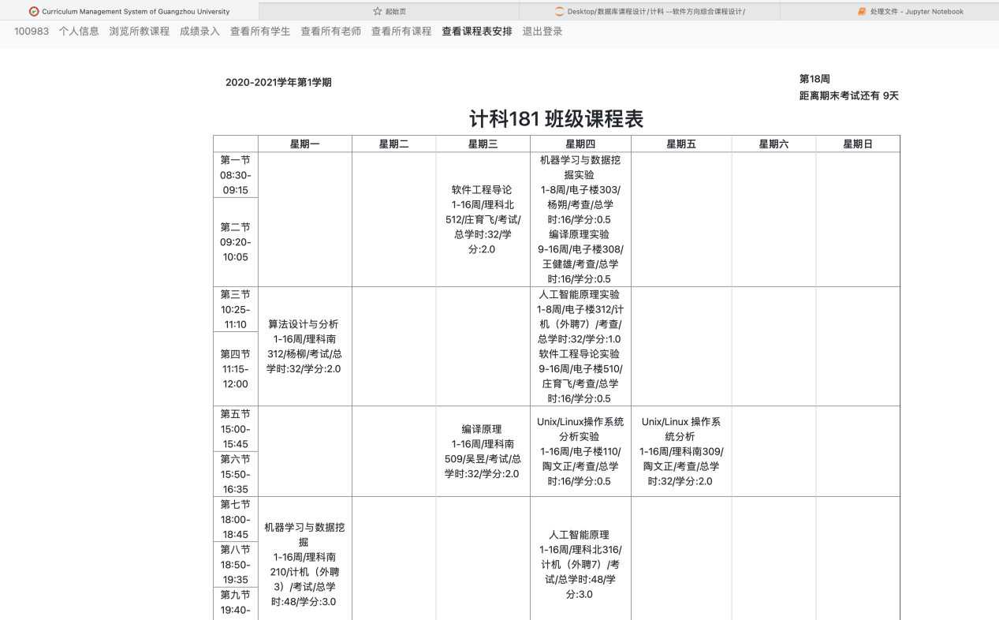 Curriculum Management System of Guangzhou University
起始页
Desktop/数据库课程设计/计科 --软件方向综合课程设计/
处理文件 - Jupyter Notebook
100983 个人信息 浏览所教课程 成绩录入 查看所有学生 查看所有老师 查看所有课程 查看课程表安排 退出登录
2020-2021学年第1学期
第18周
距离期末考试还有 9天
计科181 班级课程表
星期一 星期二 星期三 星期四 星期五 星期六 星期日
第一节
08:30-
09:15
第二节
09:20-
10:05
软件工程导论
1-16周/理科北
512/庄育飞/考试/
总学时:32/学
分:2.0
机器学习与数据挖
掘实验
1-8周/电子楼303/
杨朔/考查/总学
时:16/学分:0.5
编译原理实验
9-16周/电子楼308/
王健雄/考查/总学
时:16/学分:0.5
第三节
10:25-
11:10
第四节
11:15-
12:00
算法设计与分析
1-16周/理科南
312/杨柳/考试/总
学时:32/学分:2.0
人工智能原理实验
1-8周/电子楼312/计
机（外聘7）/考查/
总学时:32/学分:1.0
软件工程导论实验
9-16周/电子楼510/
庄育飞/考查/总学
时:16/学分:0.5
第五节
15:00-
15:45
第六节
15:50-
16:35
编译原理
1-16周/理科南
509/吴昱/考试/总
学时:32/学分:2.0
Unix/Linux操作系统
分析实验
1-16周/电子楼110/
陶文正/考查/总学
时:16/学分:0.5
Unix/Linux 操作系
统分析
1-16周/理科南309/
陶文正/考查/总学
时:32/学分:2.0
第七节
18:00-
18:45
第八节
18:50-
19:35
第九节
19:40-
机器学习与数据挖
掘
1-16周/理科南
210/计机（外聘
3）/考试/总学
时:48/学分:3.0
人工智能原理
1-16周/理科北316/
计机（外聘7）/考
试/总学时:48/学
分:3.0